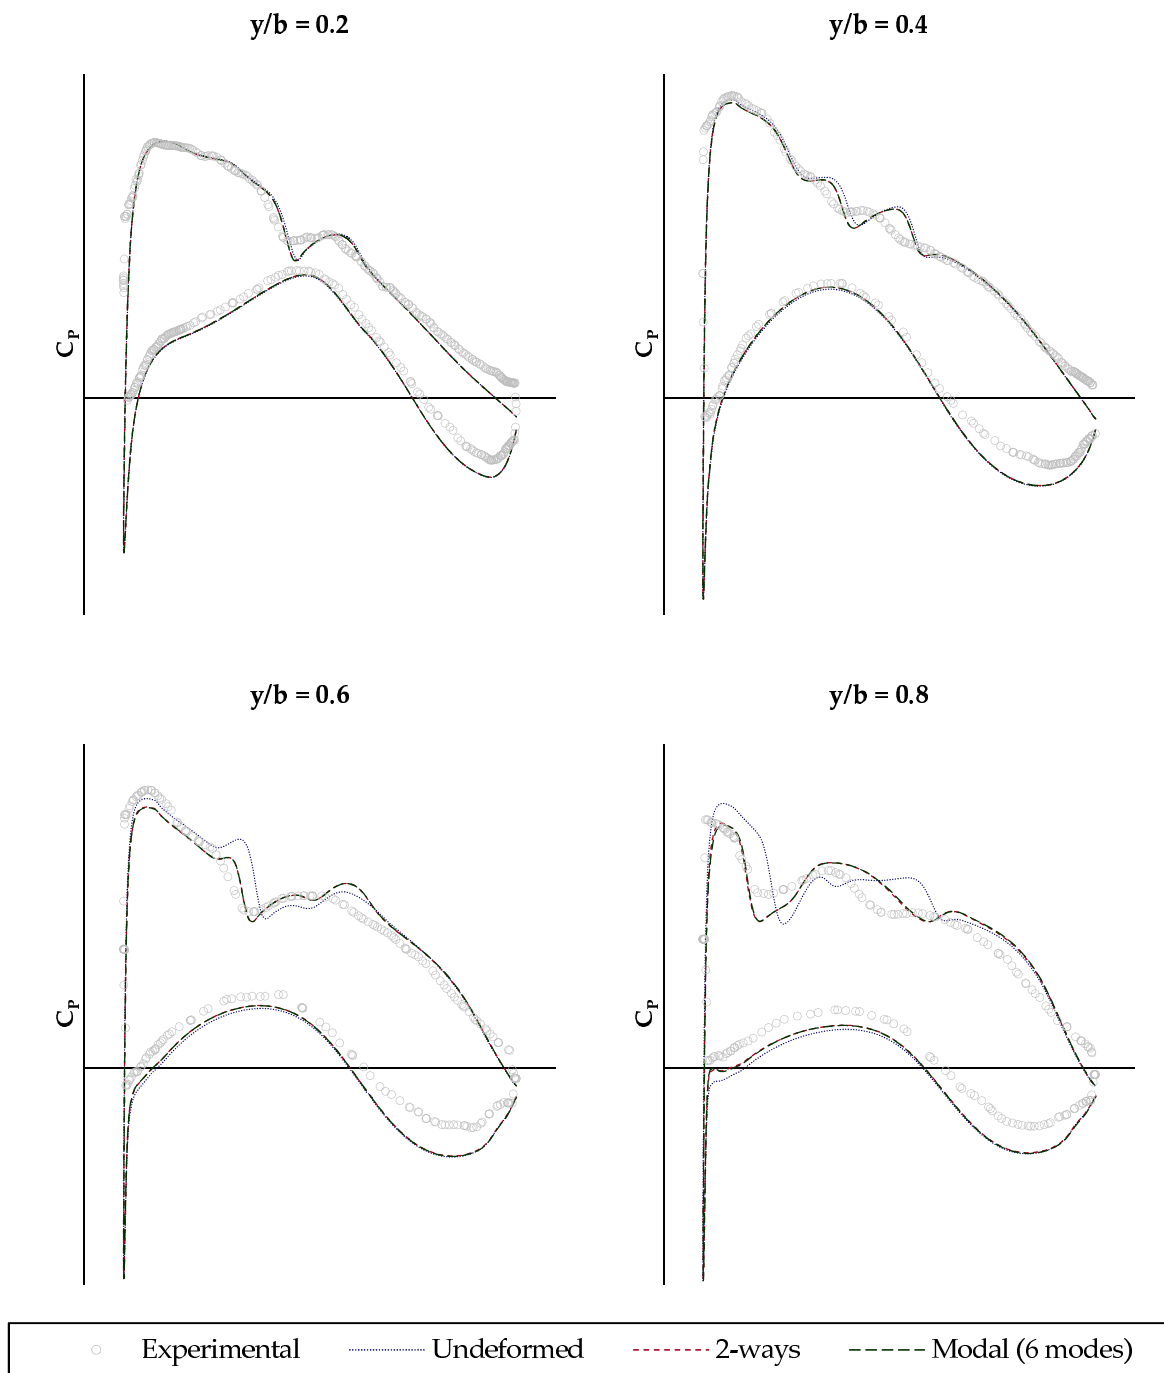 y/b = 0.2
y/b = 0.4
C_P
C_P
y/b = 0.6
y/b = 0.8
C_P
C_P
Experimental Undeformed 2-ways Modal (6 modes)